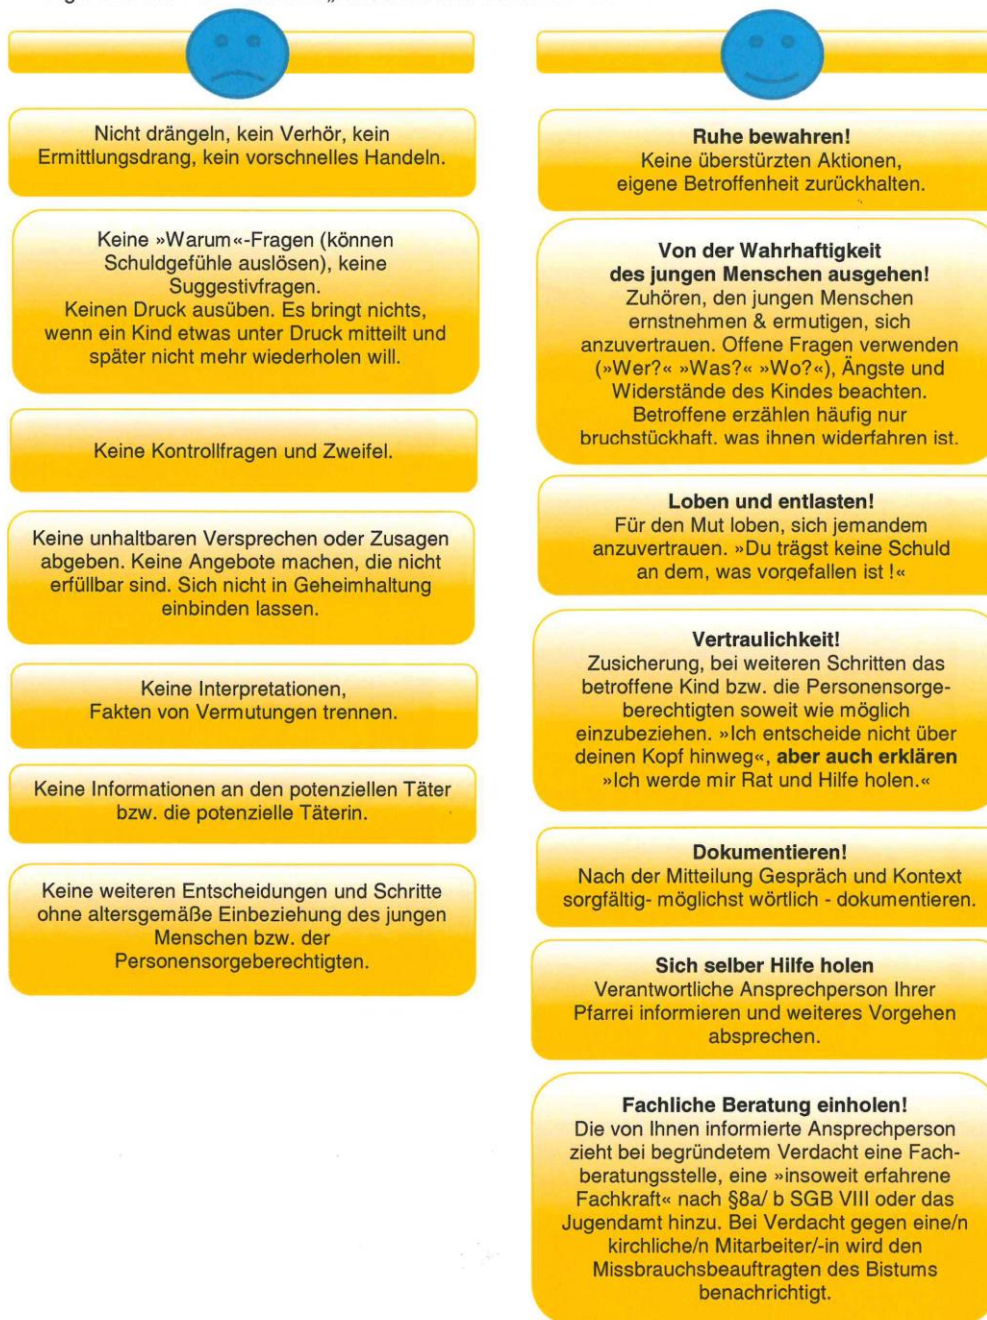 Nicht drängeln, kein Verhör, kein
Ermittlungsdrang, kein vorschnelles Handeln.
Keine »Warum«-Fragen (können
Schuldgefühle auslösen), keine
Suggestivfragen.
Keinen Druck ausüben. Es bringt nichts,
wenn ein Kind etwas unter Druck mitteilt und
später nicht mehr wiederholen will.
Keine Kontrollfragen und Zweifel.
Keine unhaltbaren Versprechen oder Zusagen
abgeben. Keine Angebote machen, die nicht
erfüllbar sind. Sich nicht in Geheimhaltung
einbinden lassen.
Keine Interpretationen,
Fakten von Vermutungen trennen.
Keine Informationen an den potenziellen Täter
bzw. die potenzielle Täterin.
Keine weiteren Entscheidungen und Schritte
ohne altersgemäße Einbeziehung des jungen
Menschen bzw. der
Personensorgeberechtigten.
Ruhe bewahren!
Keine überstürzten Aktionen,
eigene Betroffenheit zurückhalten.
Von der Wahrhaftigkeit
des jungen Menschen ausgehen!
Zuhören, den jungen Menschen
ernstnehmen & ermutigen, sich
anzuvertrauen. Offene Fragen verwenden
(»Wer?« »Was?« »Wo?«), Ängste und
Widerstände des Kindes beachten.
Betroffene erzählen häufig nur
bruchstückhaft. was ihnen widerfahren ist.
Loben und entlasten!
Für den Mut loben, sich jemandem
anzuvertrauen. »Du trägst keine Schuld
an dem, was vorgefallen ist !«
Vertraulichkeit!
Zusicherung, bei weiteren Schritten das
betroffene Kind bzw. die Personensorge-
berechtigten soweit wie möglich
einzubeziehen. »Ich entscheide nicht über
deinen Kopf hinweg«, aber auch erklären
»Ich werde mir Rat und Hilfe holen.«
Dokumentieren!
Nach der Mitteilung Gespräch und Kontext
sorgfältig- möglichst wörtlich - dokumentieren.
Sich selber Hilfe holen
Verantwortliche Ansprechperson Ihrer
Pfarrei informieren und weiteres Vorgehen
absprechen.
Fachliche Beratung einholen!
Die von Ihnen informierte Ansprechperson
zieht bei begründetem Verdacht eine Fach-
beratungsstelle, eine »insoweit erfahrene
Fachkraft« nach §8a/ b SGB VIII oder das
Jugendamt hinzu. Bei Verdacht gegen eine/n
kirchliche/n Mitarbeiter/-in wird den
Missbrauchsbeauftragten des Bistums
benachrichtigt.